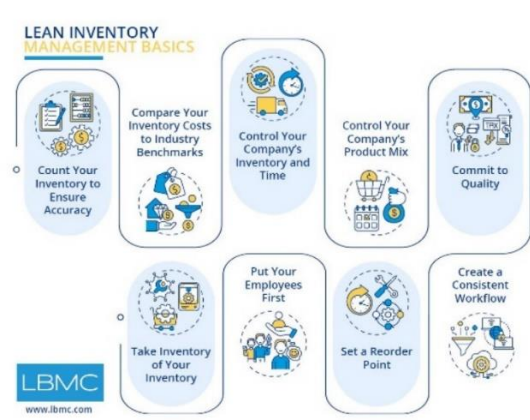 LEAN INVENTORY
MANAGEMENT BASICS
Count Your
Inventory to
Ensure
Accuracy
Compare Your
Inventory Costs
to Industry
Benchmarks
Control Your
Company's
Inventory and
Time
Control Your
Company's
Product Mix
Commit to
Quality
Take Inventory
of Your
Inventory
Put Your
Employees
First
Set a Reorder
Point
Create a
Consistent
Workflow
LBMC
www.lbmc.com